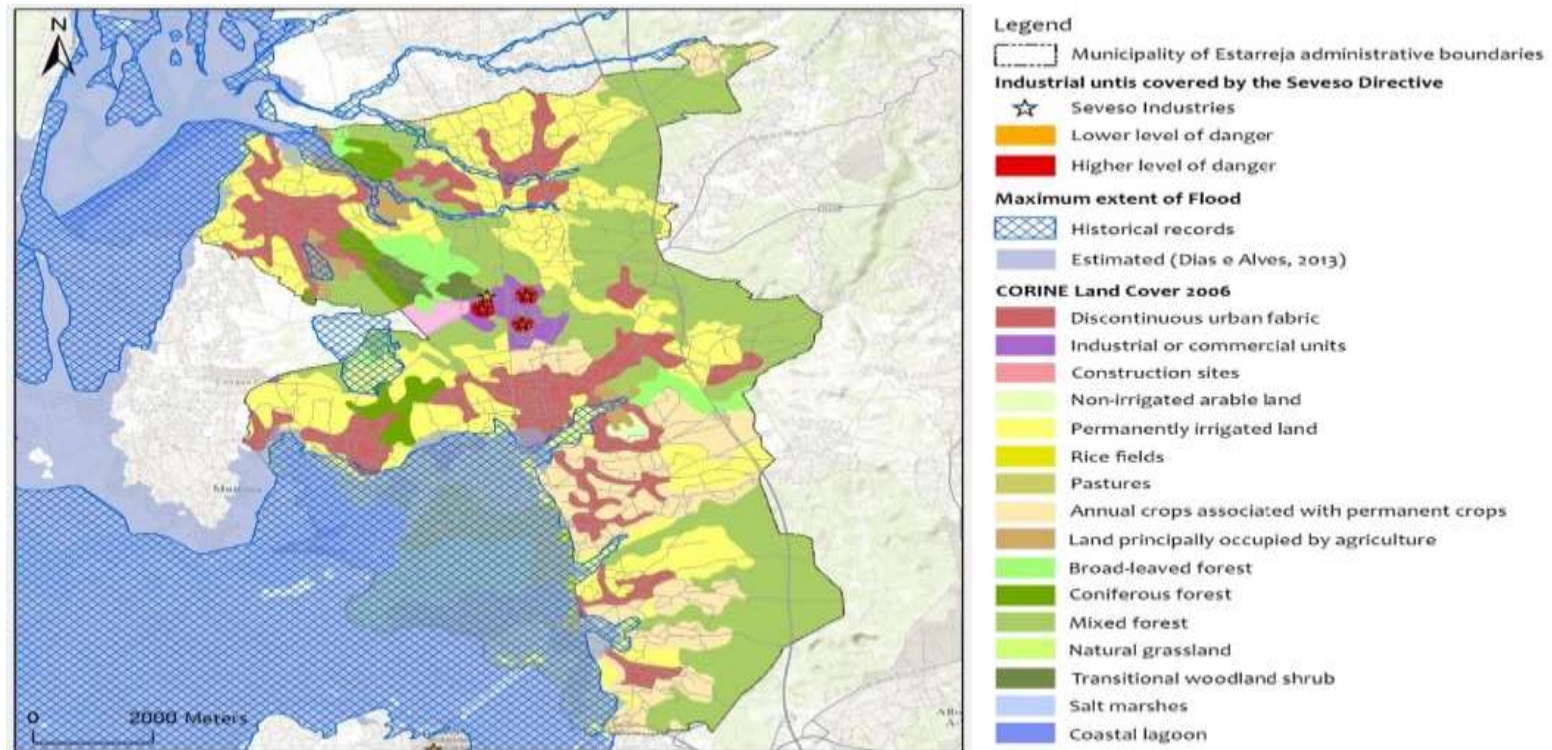 N
0 2000 Meters
Legend
Municipality of Estarreja administrative boundaries
Industrial untis covered by the Seveso Directive
Seveso Industries
Lower level of danger
Higher level of danger
Maximum extent of Flood
Historical records
Estimated (Dias e Alves, 2013)
CORINE Land Cover 2006
Discontinuous urban fabric
Industrial or commercial units
Construction sites
Non-irrigated arable land
Permanently irrigated land
Rice fields
Pastures
Annual crops associated with permanent crops
Land principally occupied by agriculture
Broad-leaved forest
Coniferous forest
Mixed forest
Natural grassland
Transitional woodland shrub
Salt marshes
Coastal lagoon